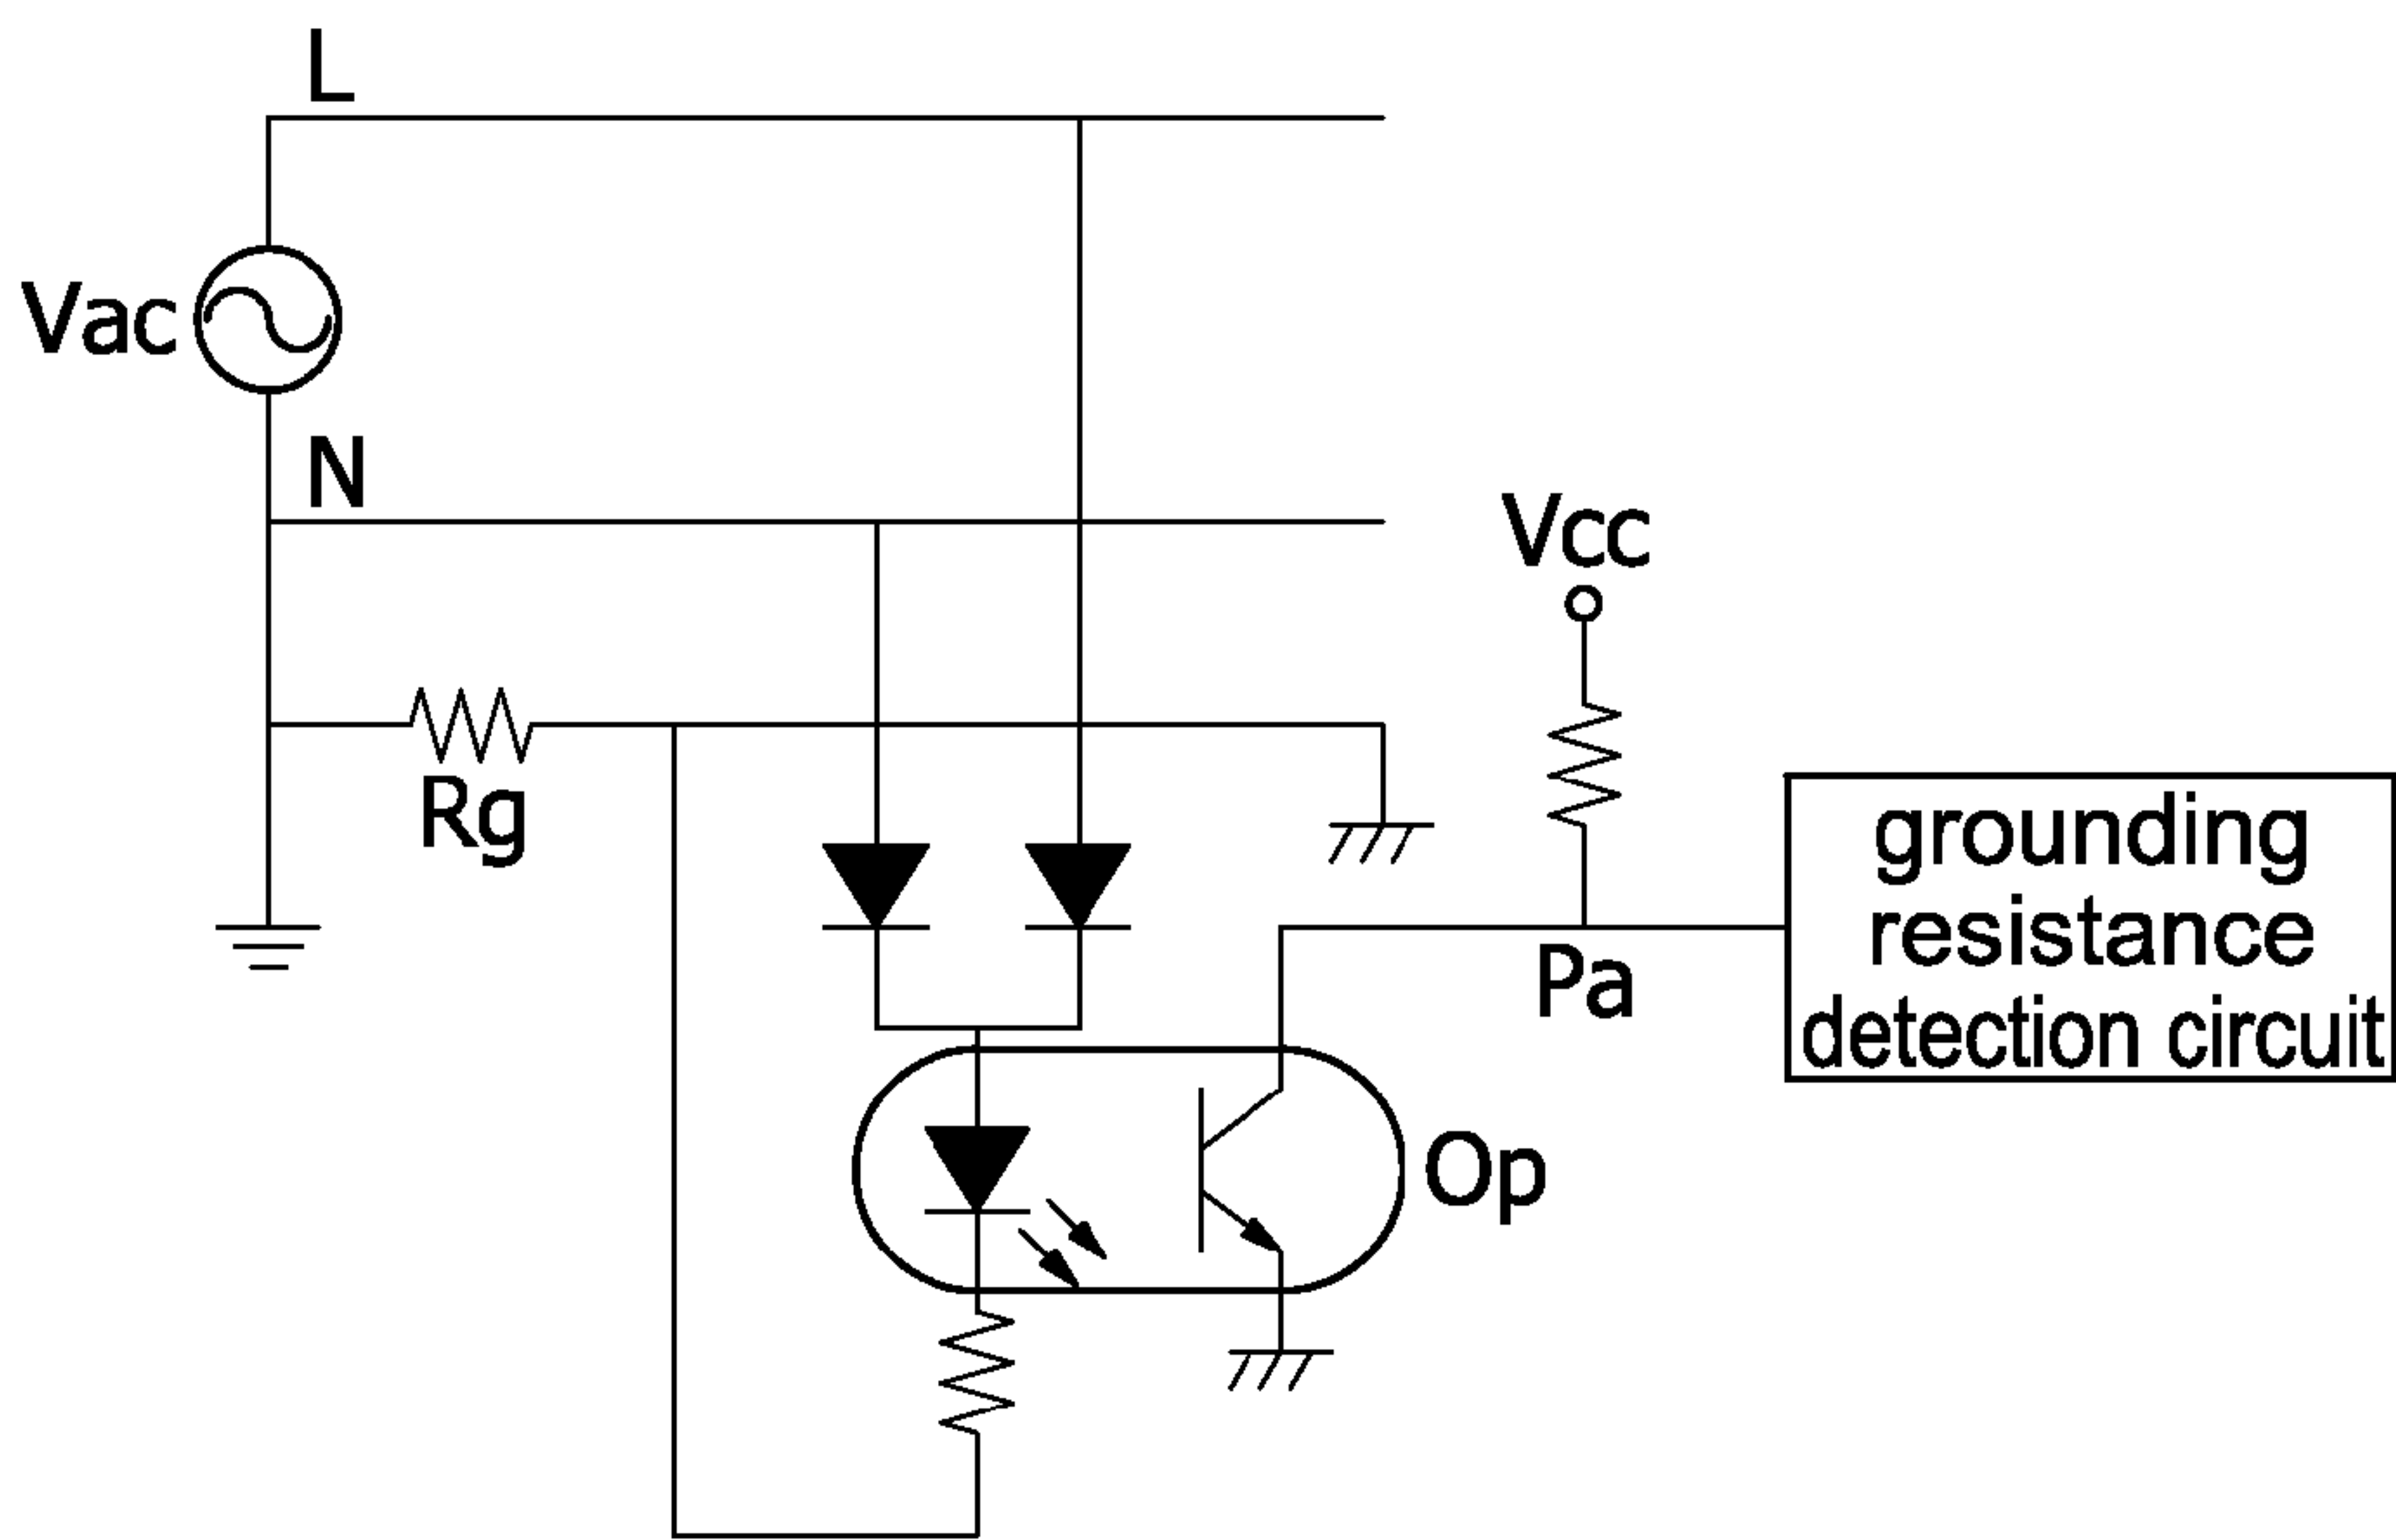 L
Vac
N
Vcc
Rg
grounding
resistance
detection circuit
Pa
Op